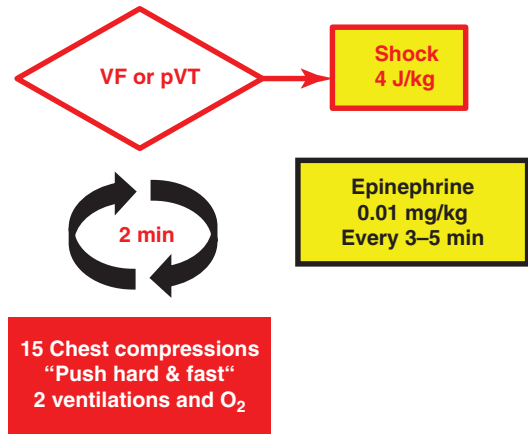 VF or pVT
Shock
4 J/kg
Epinephrine
0.01 mg/kg
Every 3–5 min
2 min
15 Chest compressions
“Push hard & fast“
2 ventilations and O₂